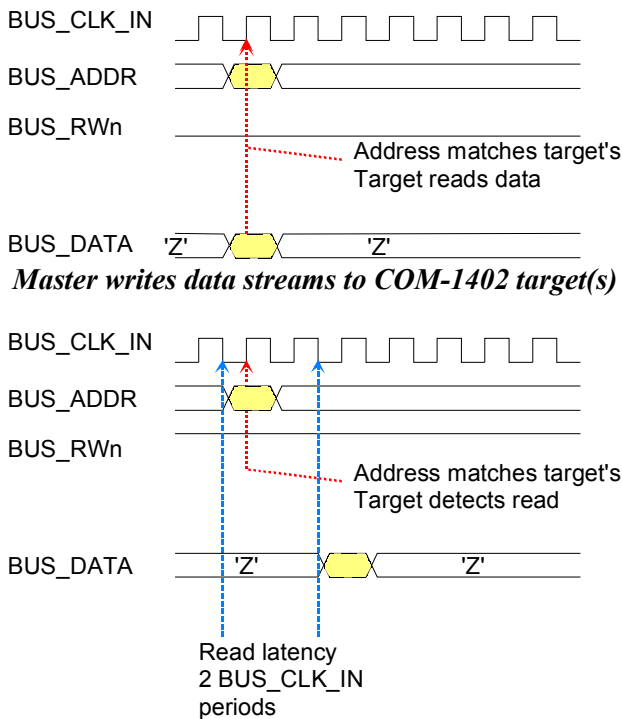 BUS_CLK_IN
BUS_ADDR
BUS_RWn
Address matches target's
Target reads data
BUS_DATA 'Z' 'Z'
Master writes data streams to COM-1402 target(s)
BUS_CLK_IN
BUS_ADDR
BUS_RWn
Address matches target's
Target detects read
BUS_DATA 'Z' 'Z'
Read latency
2 BUS_CLK_IN
periods